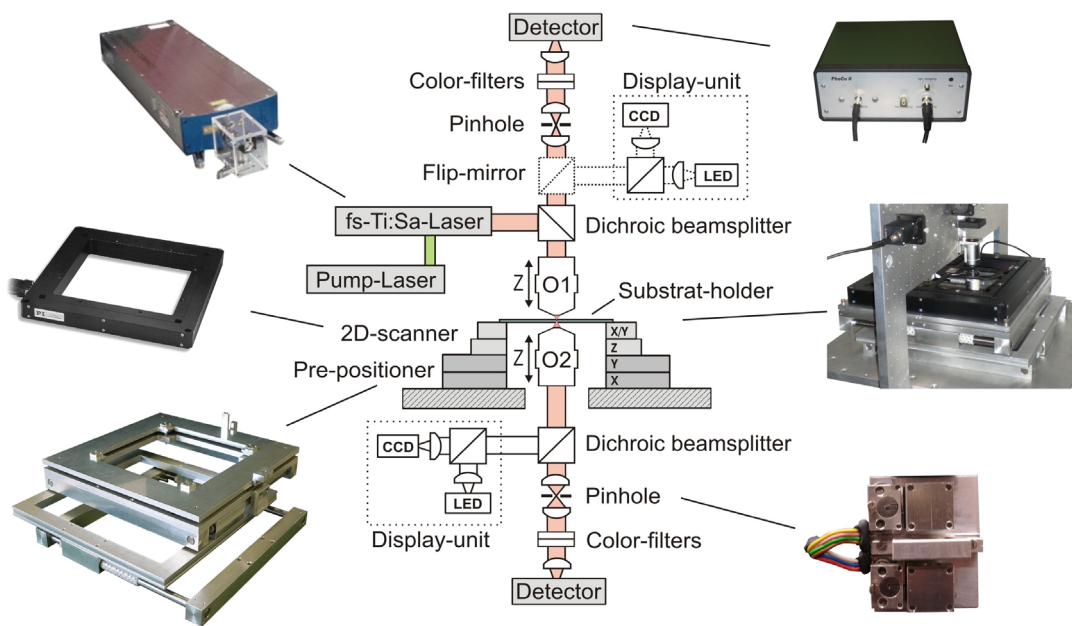 Detector
Color-filters
Display-unit
CCD
Pinhole
LED
Flip-mirror
fs-Ti:Sa-Laser
Dichroic beamsplitter
Pump-Laser
Z
O1
Substrat-holder
2D-scanner
X/Y
Z
Z
O2
Pre-positioner
Y
X
CCD
Dichroic beamsplitter
LED
Pinhole
Display-unit
Color-filters
Detector
PI